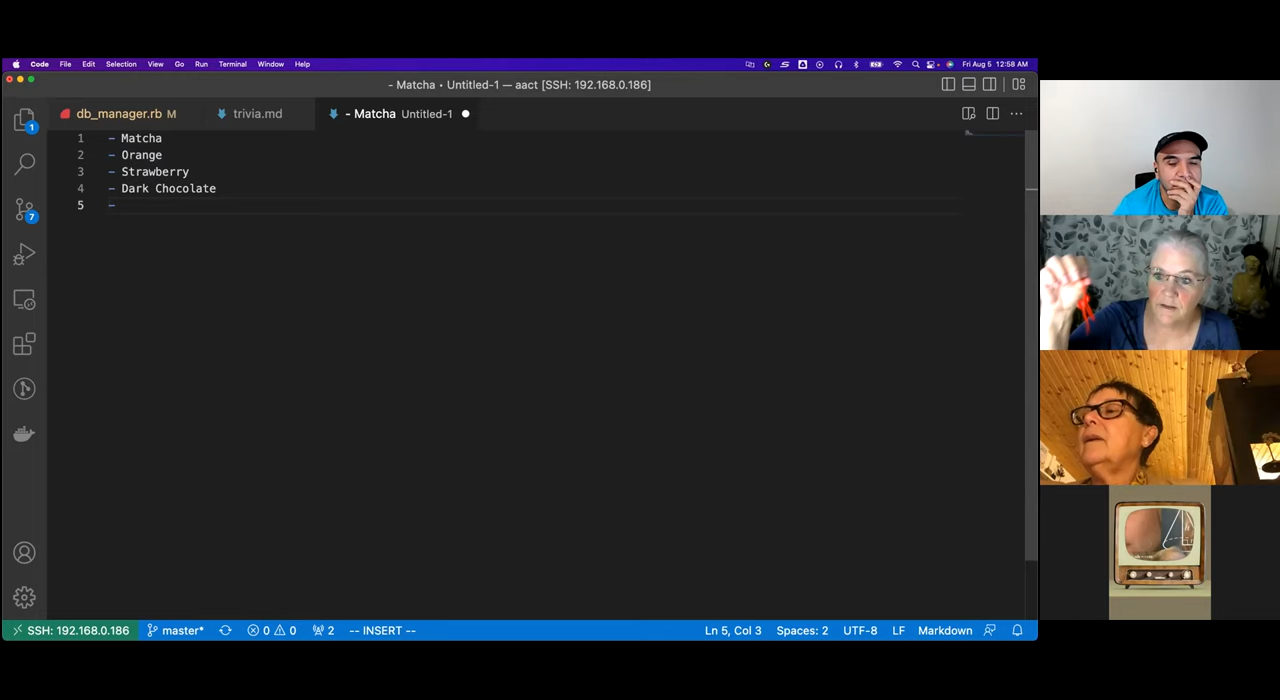 Code File Edit Selection View Go Run Terminal Window Help Fri Aug 5 12:58 AM
- Matcha • Untitled-1 — aact [SSH: 192.168.0.186]
db_manager.rb M trivia.md - Matcha Untitled-1
1 - Matcha
2 - Orange
3 - Strawberry
4 - Dark Chocolate
5 -
1
7
SSH: 192.168.0.186 master* 0 0 2 -- INSERT -- Ln 5, Col 3 Spaces: 2 UTF-8 LF Markdown